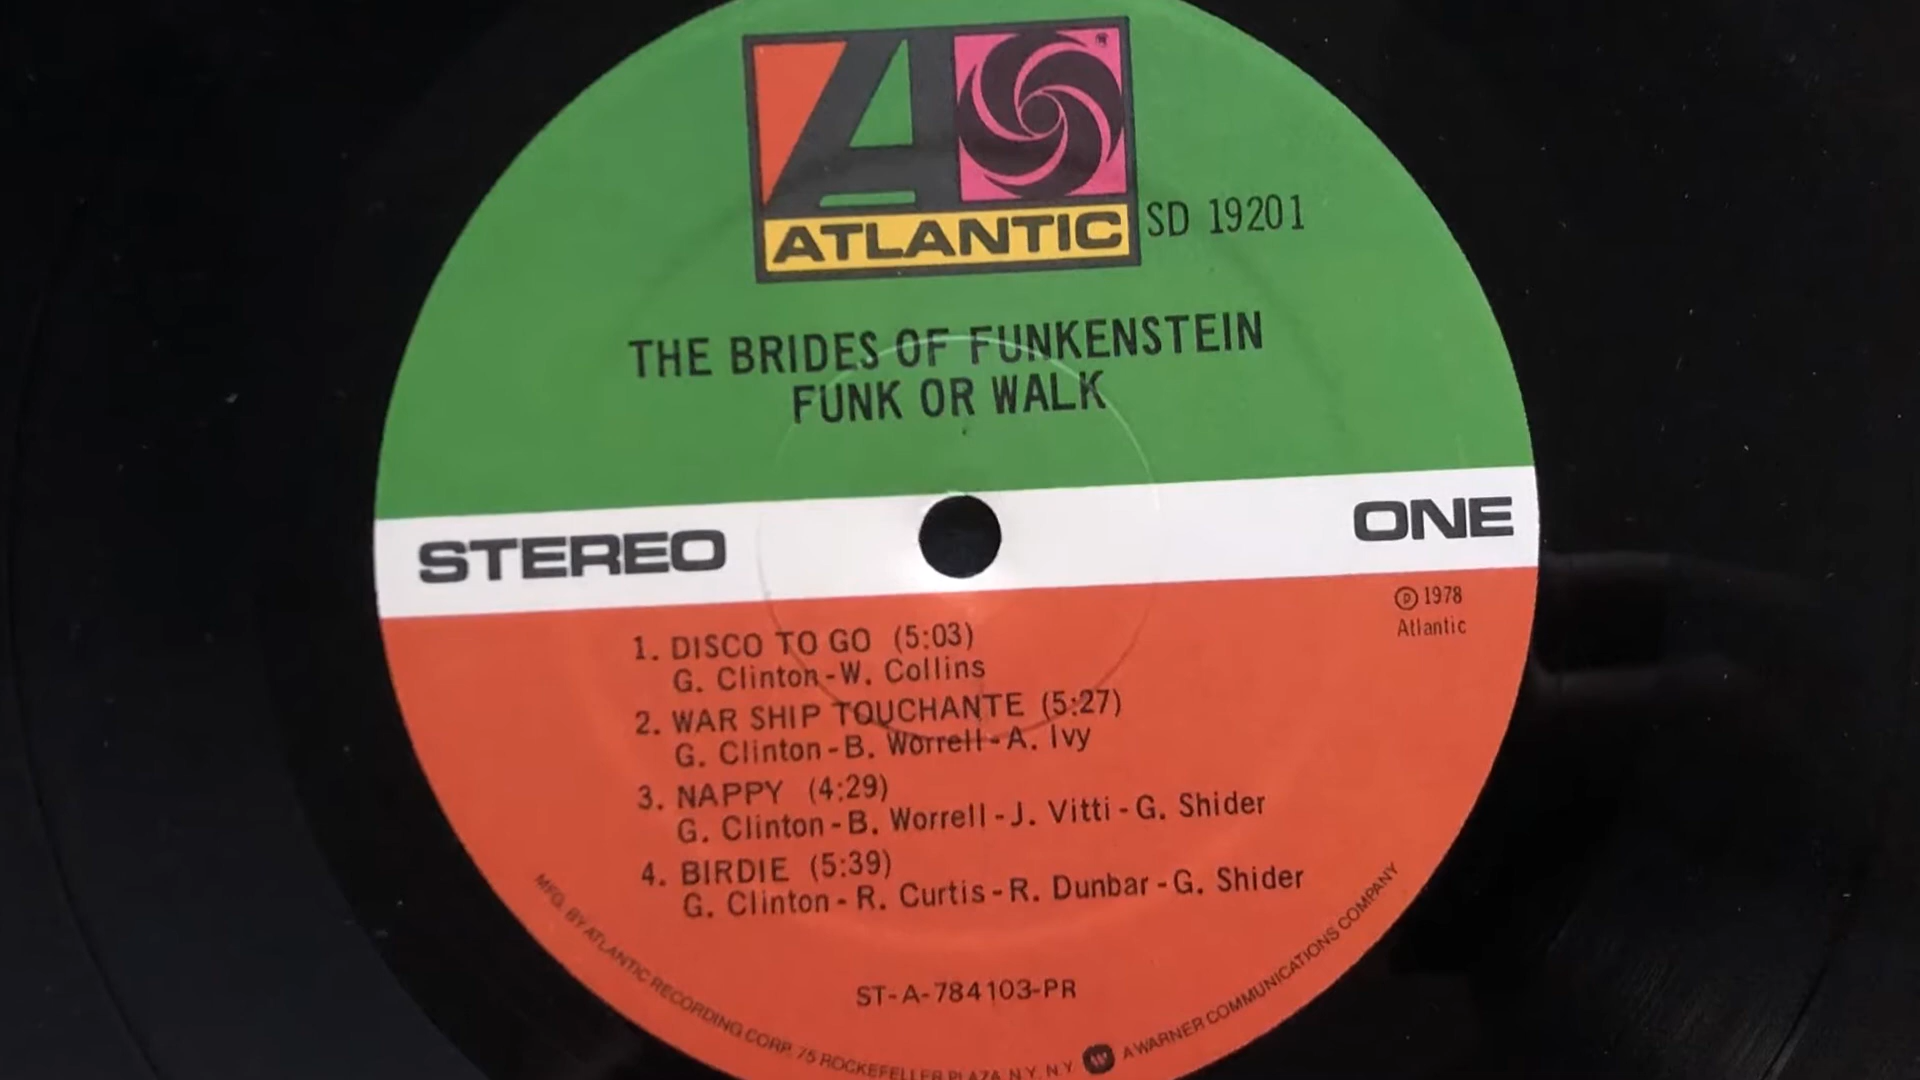 ATLANTIC
SD 19201
THE BRIDES OF FUNKENSTEIN
FUNK OR WALK
STEREO
ONE
Ⓟ 1978
Atlantic
1. DISCO TO GO (5:03)
G. Clinton-W. Collins
2. WAR SHIP TOUCHANTE (5:27)
G. Clinton-B. Worrell-A. Ivy
3. NAPPY (4:29)
G. Clinton-B. Worrell-J. Vitti-G. Shider
4. BIRDIE (5:39)
G. Clinton-R. Curtis-R. Dunbar-G. Shider
ST-A-784103-PR
MFG. BY ATLANTIC RECORDING CORP. 75 ROCKEFELLER PLAZA, N.Y. N.Y. A WARNER COMMUNICATIONS COMPANY